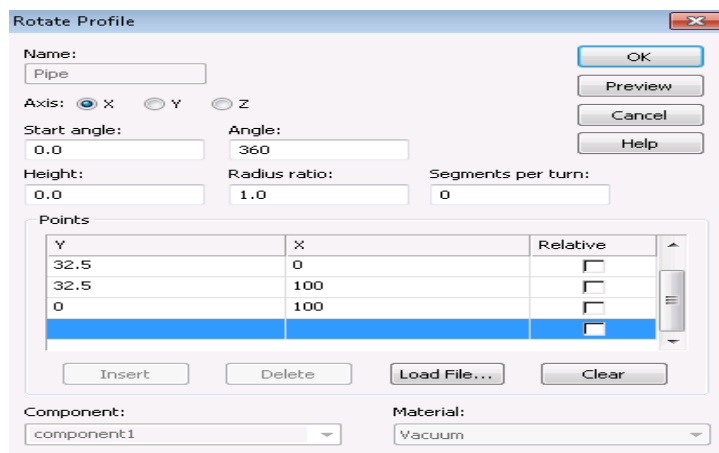 Rotate Profile
Name:
OK
Pipe
Preview
Axis: X Y Z
Cancel
Start angle: Angle:
Help
0.0 360
Height: Radius ratio: Segments per turn:
0.0 1.0 0
Points
Y X Relative
32.5 0
32.5 100
0 100
Insert Delete Load File... Clear
Component: Material:
component1 Vacuum